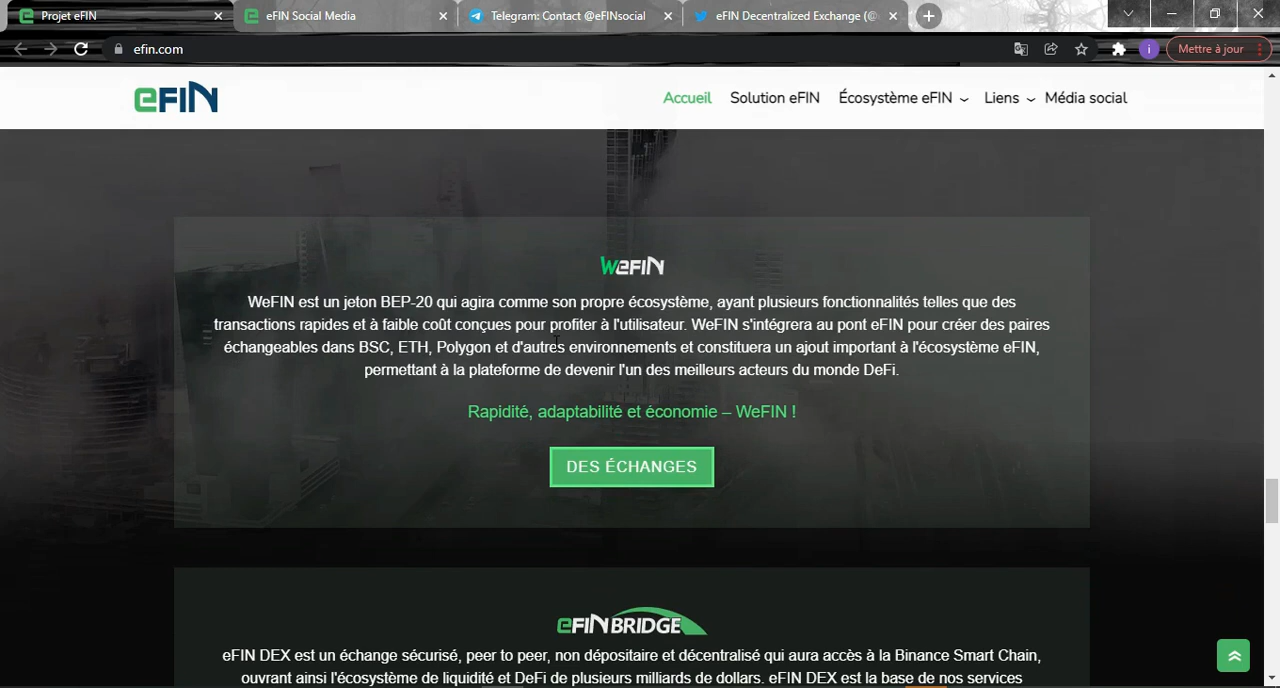 Projet eFIN
eFIN Social Media
Telegram: Contact @eFINsocial
eFIN Decentralized Exchange (@
efin.com
i
Mettre à jour
eFIN
Accueil
Solution eFIN
Écosystème eFIN
Liens
Média social
WeFIN
WeFIN est un jeton BEP-20 qui agira comme son propre écosystème, ayant plusieurs fonctionnalités telles que des
transactions rapides et à faible coût conçues pour profiter à l'utilisateur. WeFIN s'intégrera au pont eFIN pour créer des paires
échangeables dans BSC, ETH, Polygon et d'autres environnements et constituera un ajout important à l'écosystème eFIN,
permettant à la plateforme de devenir l'un des meilleurs acteurs du monde DeFi.
Rapidité, adaptabilité et économie – WeFIN !
DES ÉCHANGES
eFIN BRIDGE
eFIN DEX est un échange sécurisé, peer to peer, non dépositaire et décentralisé qui aura accès à la Binance Smart Chain,
ouvrant ainsi l'écosystème de liquidité et DeFi de plusieurs milliards de dollars. eFIN DEX est la base de nos services